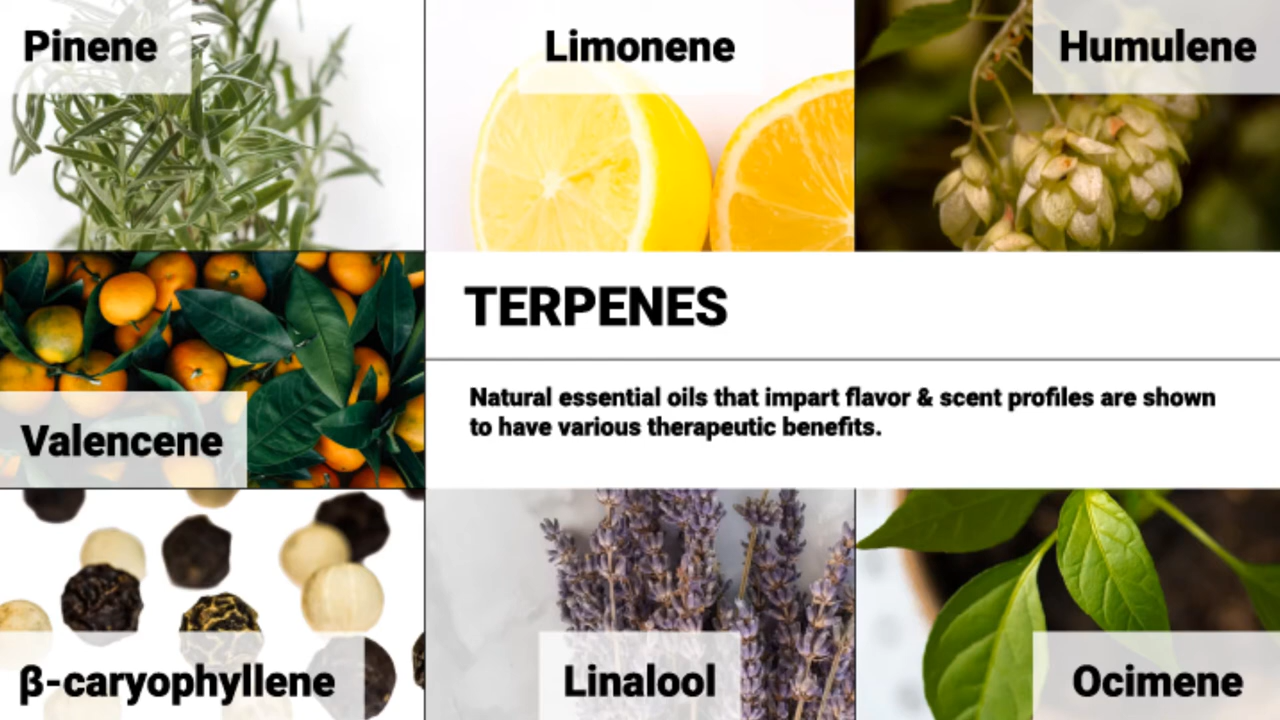 Pinene
Limonene
Humulene
TERPENES
Natural essential oils that impart flavor & scent profiles are shown
to have various therapeutic benefits.
Valencene
β-caryophyllene
Linalool
Ocimene